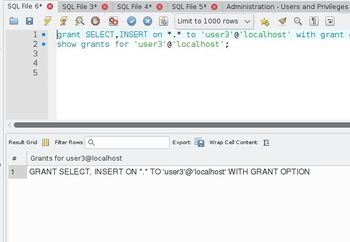 SQL File 6* SQL File 3* SQL File 4* SQL File 5* Administration - Users and Privileges
Limit to 1000 rows
1 grant SELECT,INSERT on *.* to 'user3'@'localhost' with grant
2 show grants for 'user3'@'localhost';
3
4
5
Result Grid Filter Rows: Export: Wrap Cell Content:
# Grants for user3@localhost
1 GRANT SELECT, INSERT ON *.* TO 'user3'@'localhost' WITH GRANT OPTION